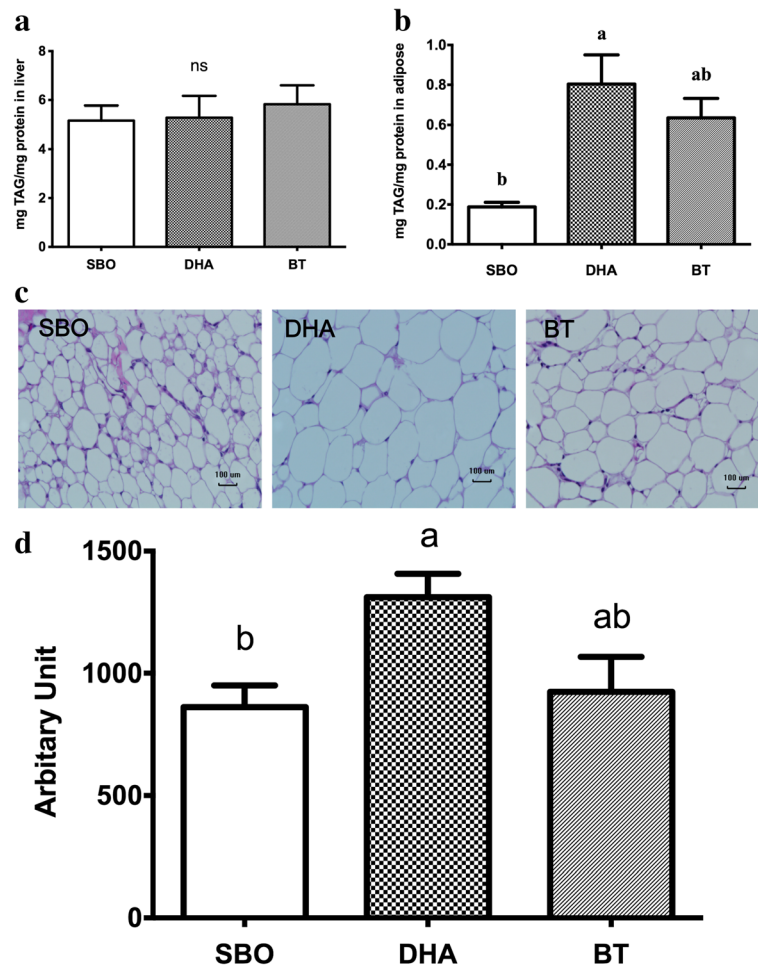 a
mg TAG/mg protein in liver
8
6
4
2
0
ns
SBO DHA BT
b
mg TAG/mg protein in adipose
1.0
0.8
0.6
0.4
0.2
0.0
b
a
ab
SBO DHA BT
c
SBO
100 um
DHA
100 um
BT
100 um
d
Arbitary Unit
1500
1000
500
0
b
a
ab
SBO DHA BT